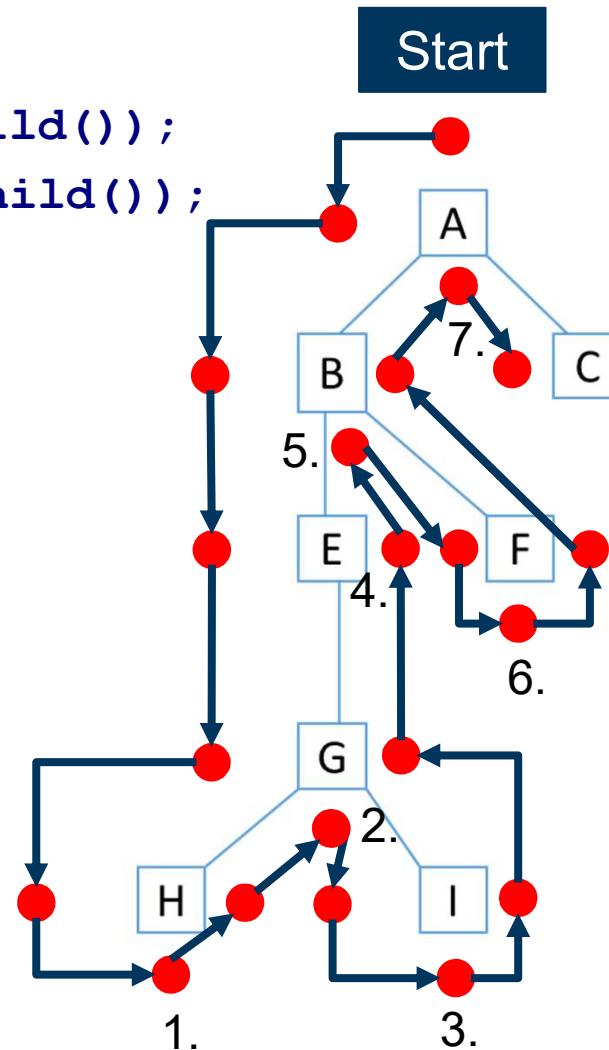 Start
ild());
hild());
A
7.
B
C
5.
E
F
4.
6.
G
2.
H
I
1.
3.